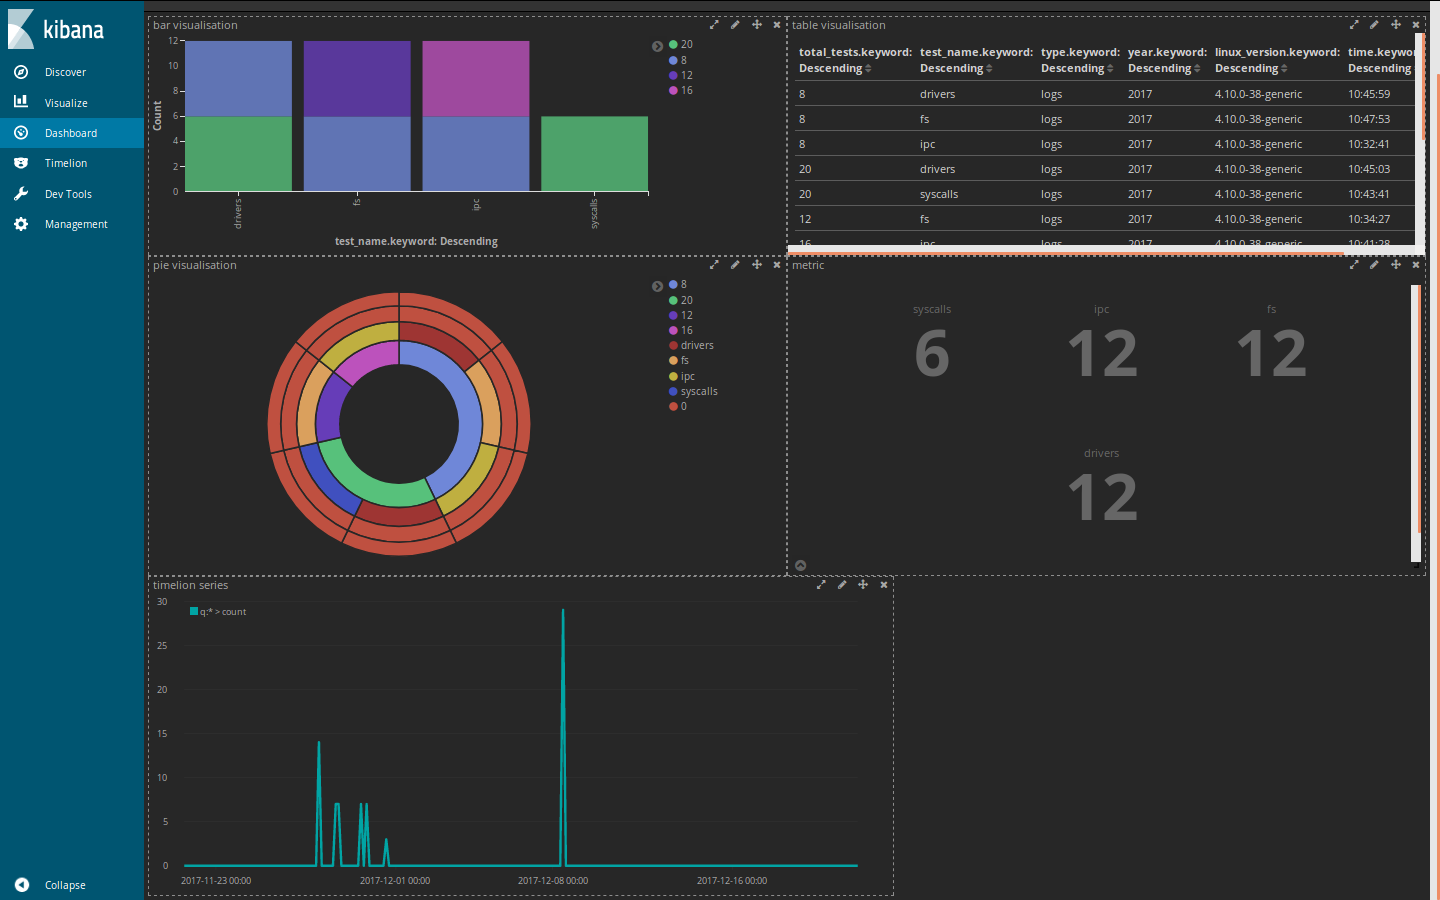 kibana
Discover
Visualize
Dashboard
Timelion
Dev Tools
Management
Collapse
bar visualisation
12
10
8
6
4
2
0
Count
drivers
fs
ipc
syscalls
test_name.keyword: Descending
20
8
12
16
table visualisation
total_tests.keyword: Descending test_name.keyword: Descending type.keyword: Descending year.keyword: Descending linux_version.keyword: Descending time.keywo Descending
8 drivers logs 2017 4.10.0-38-generic 10:45:59
8 fs logs 2017 4.10.0-38-generic 10:47:53
8 ipc logs 2017 4.10.0-38-generic 10:32:41
20 drivers logs 2017 4.10.0-38-generic 10:45:03
20 syscalls logs 2017 4.10.0-38-generic 10:43:41
12 fs logs 2017 4.10.0-38-generic 10:34:27
16 ipc logs 2017 4.10.0-38-generic 10:41:28
pie visualisation
8
20
12
16
drivers
fs
ipc
syscalls
0
metric
syscalls ipc fs
6 12 12
drivers
12
timelion series
q:* > count
30
25
20
15
10
5
0
2017-11-23 00:00 2017-12-01 00:00 2017-12-08 00:00 2017-12-16 00:00